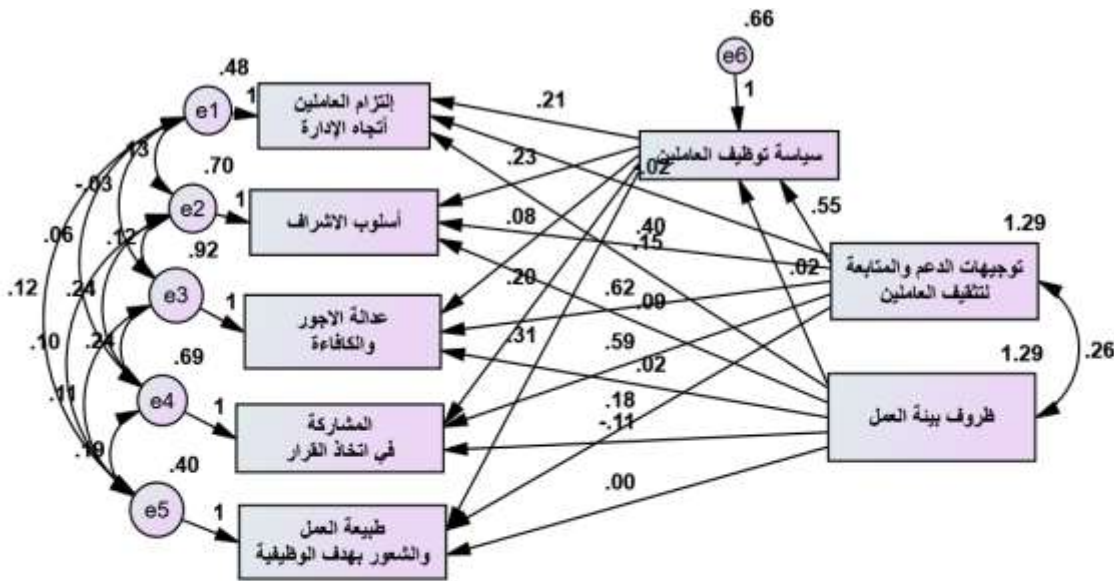 .66
e6
1
.48
e1
1
إلتزام العاملين
أتجاه الإدارة
.21
سياسة توظيف العاملين
.13
-.03
.70
e2
1
أسلوب الاشراف
.23
.02
.08
.40
.15
.55
1.29
توجيهات الدعم والمتابعة
لتثقيف العاملين
.06
.12
.92
e3
1
عدالة الاجور
والكافاءة
.20
.62
.09
.02
.12
.24
.10
.24
.69
e4
1
المشاركة
في اتخاذ القرار
.31
.59
.02
1.29
ظروف بيئة العمل
.26
.11
.19
.40
e5
1
طبيعة العمل
والشعور بهدف الوظيفية
.18
-.11
.00